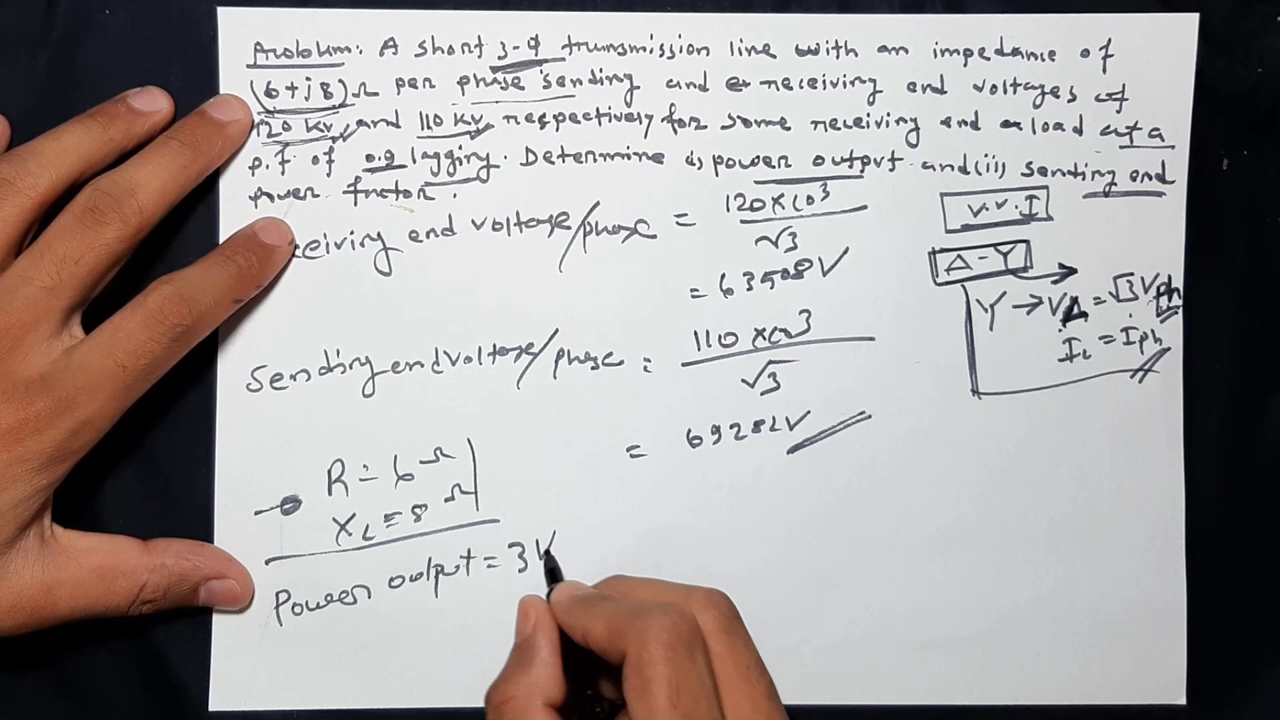 Problem: A short 3-φ transmission line with an impedance of
(6+j8)Ω per phase sending and receiving end voltages of
120 KV and 110 KV respectively for some receiving end load at a
p.f of 0.9 lagging. Determine i) power output and (ii) sending end
power factor.
ceiving end voltage/phase = 120×10³/√3
= 63508V
Sending end voltage/phase = 110×10³/√3
= 69282V
R = 6Ω
XL = 8Ω
Power output = 3V
V.V.I
Δ-Y
Y → VL = √3 Vph
IL = Iph